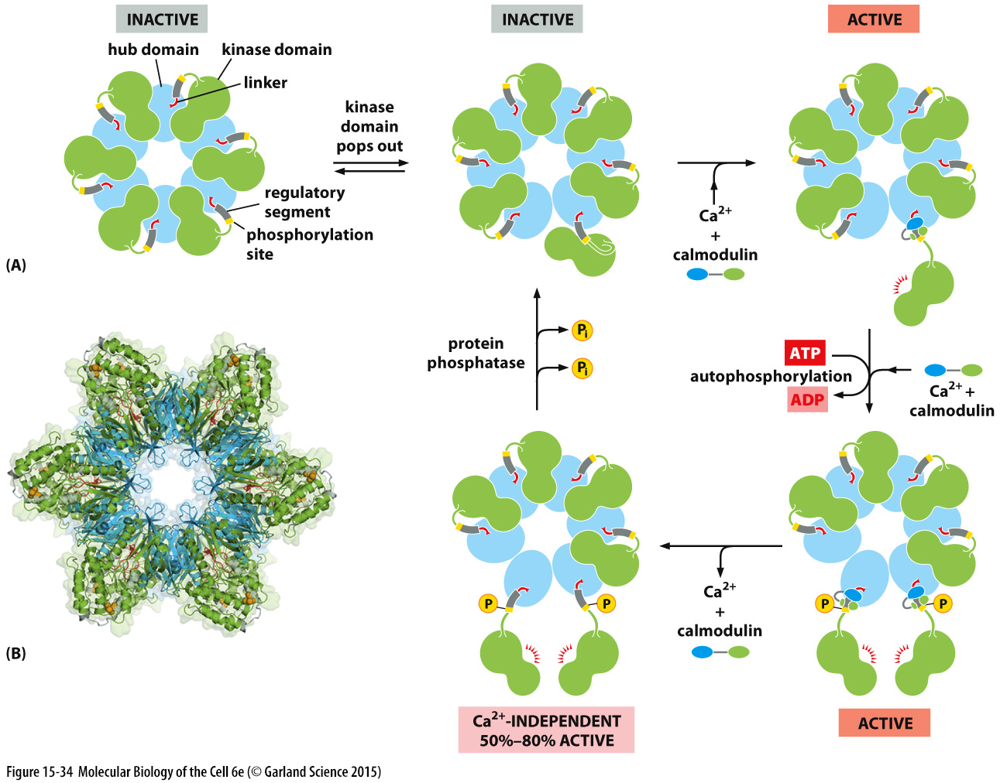 INACTIVE
INACTIVE
ACTIVE
hub domain
kinase domain
linker
kinase
domain
pops out
regulatory
segment
phosphorylation
site
(A)
Ca²⁺
+
calmodulin
protein
phosphatase
Pi
Pi
ATP
autophosphorylation
ADP
Ca²⁺ +
calmodulin
(B)
P
P
Ca²⁺
+
calmodulin
P
P
Ca²⁺-INDEPENDENT
50%–80% ACTIVE
ACTIVE
Figure 15-34 Molecular Biology of the Cell 6e (© Garland Science 2015)